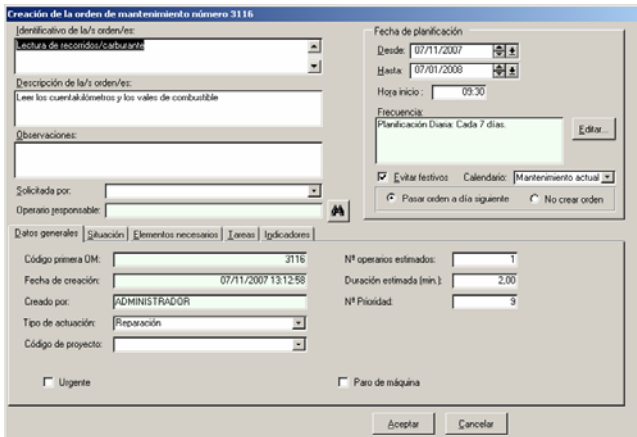 Creación de la orden de mantenimiento número 3116
Identificativo de la/s orden/es:
Lectura de recorridos/carburante
Descripción de la/s orden/es:
Leer los cuentakilómetros y los vales de combustible
Observaciones:
Solicitada por:
Operario responsable:
Fecha de planificación
Desde: 07/11/2007
Hasta: 07/01/2008
Hora inicio : 09:30
Frecuencia:
Planificación Diaria: Cada 7 días.
Editar...
Evitar festivos Calendario: Mantenimiento actual
Pasar orden a día siguiente No crear orden
Datos generales Situación Elementos necesarios Tareas Indicadores
Código primera OM: 3116
Fecha de creación: 07/11/2007 13:12:58
Creado por: ADMINISTRADOR
Tipo de actuación: Reparación
Código de proyecto:
Nº operarios estimados: 1
Duración estimada (min.): 2,00
Nº Prioridad: 9
Urgente
Paro de máquina
Aceptar Cancelar